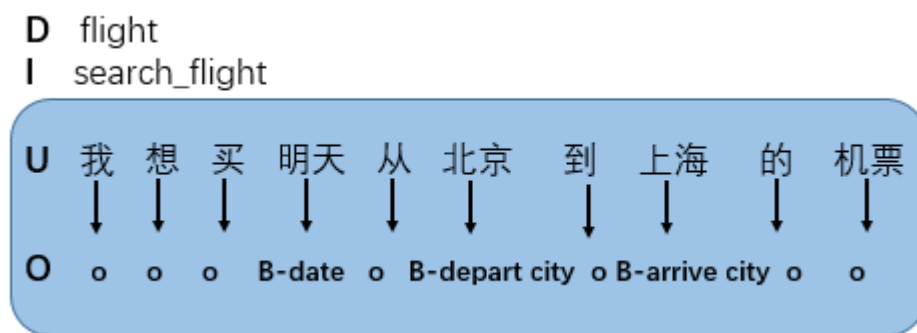 D flight
I search_flight
U 我 想 买 明天 从 北京 到 上海 的 机票
O o o o B-date o B-depart city o B-arrive city o o